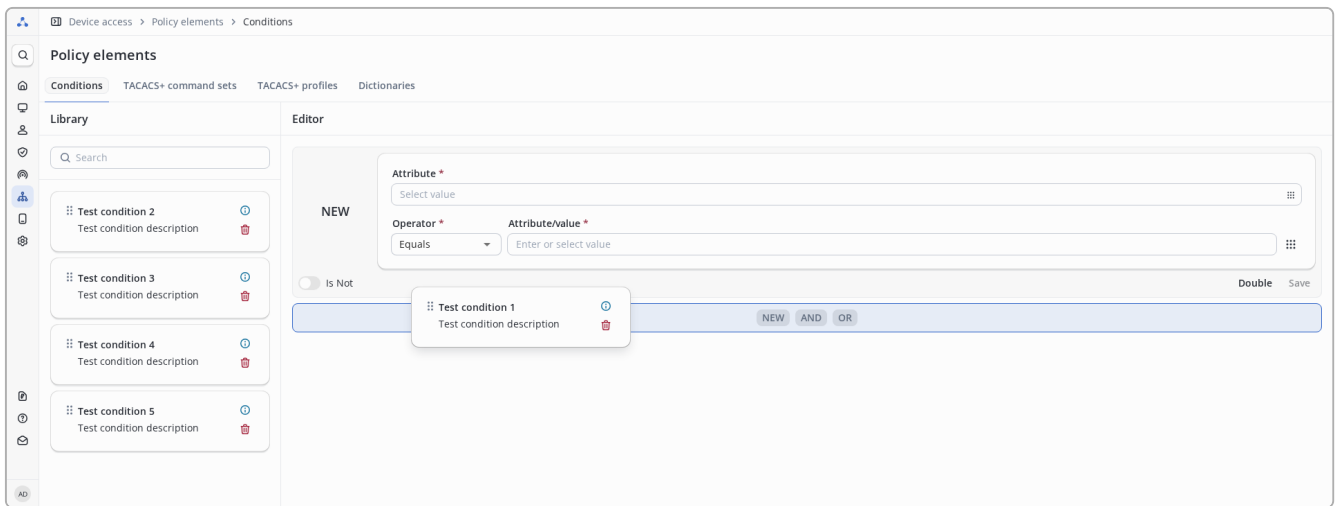 Device access > Policy elements > Conditions
Policy elements
Conditions TACACS+ command sets TACACS+ profiles Dictionaries
Library
Search
Test condition 2
Test condition description
Test condition 3
Test condition description
Test condition 4
Test condition description
Test condition 5
Test condition description
AD
Editor
NEW
Attribute *
Select value
Operator * Attribute/value *
Equals Enter or select value
Is Not Double Save
Test condition 1
Test condition description
NEW AND OR